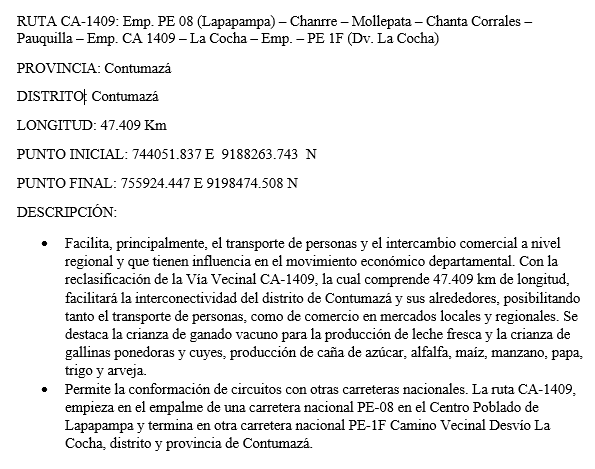 RUTA CA-1409: Emp. PE 08 (Lapapampa) – Chanrre – Mollepata – Chanta Corrales –
Pauquilla – Emp. CA 1409 – La Cocha – Emp. – PE 1F (Dv. La Cocha)
PROVINCIA: Contumazá
DISTRITO: Contumazá
LONGITUD: 47.409 Km
PUNTO INICIAL: 744051.837 E  9188263.743  N
PUNTO FINAL: 755924.447 E 9198474.508 N
DESCRIPCIÓN:
• Facilita, principalmente, el transporte de personas y el intercambio comercial a nivel
regional y que tienen influencia en el movimiento económico departamental. Con la
reclasificación de la Vía Vecinal CA-1409, la cual comprende 47.409 km de longitud,
facilitará la interconectividad del distrito de Contumazá y sus alrededores, posibilitando
tanto el transporte de personas, como de comercio en mercados locales y regionales. Se
destaca la crianza de ganado vacuno para la producción de leche fresca y la crianza de
gallinas ponedoras y cuyes, producción de caña de azúcar, alfalfa, maíz, manzano, papa,
trigo y arveja.
• Permite la conformación de circuitos con otras carreteras nacionales. La ruta CA-1409,
empieza en el empalme de una carretera nacional PE-08 en el Centro Poblado de
Lapapampa y termina en otra carretera nacional PE-1F Camino Vecinal Desvío La
Cocha, distrito y provincia de Contumazá.